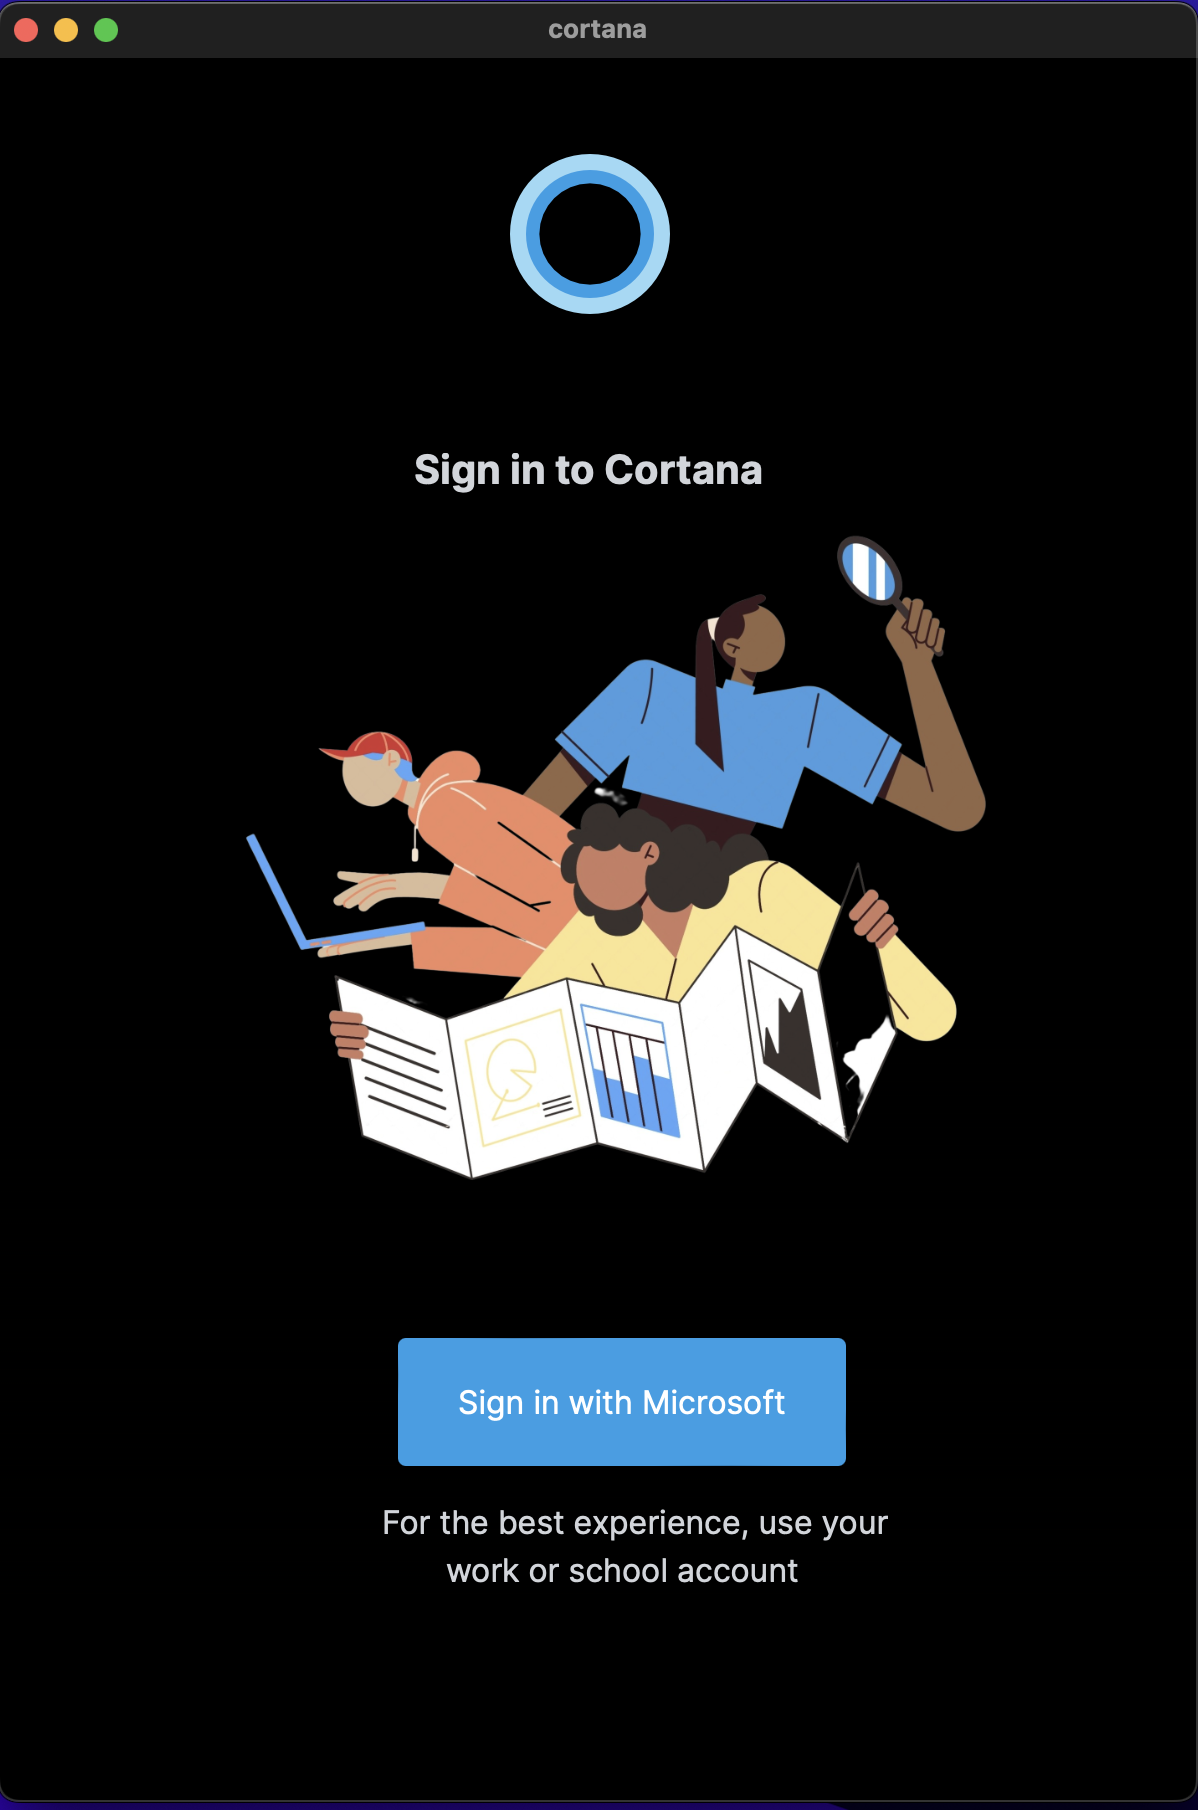 cortana
Sign in to Cortana
Sign in with Microsoft
For the best experience, use your
work or school account